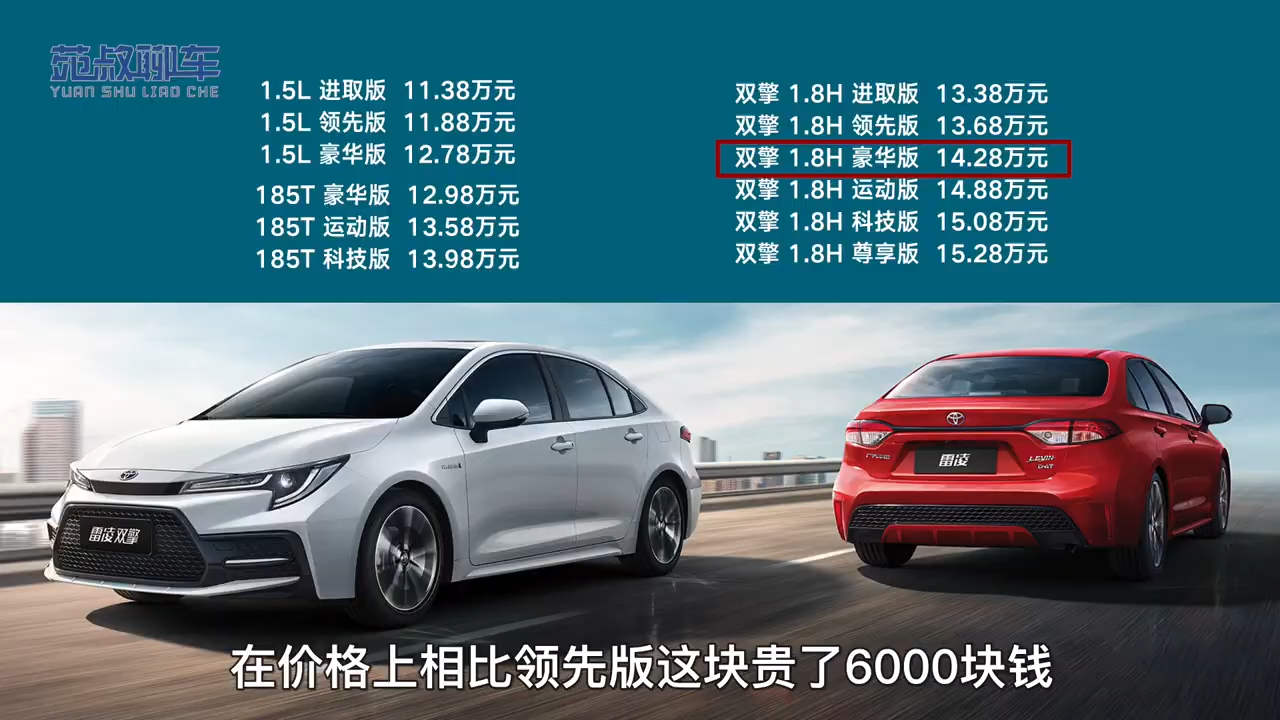 苑叔聊车
YUAN SHU LIAO CHE
1.5L 进取版 11.38万元
1.5L 领先版 11.88万元
1.5L 豪华版 12.78万元
185T 豪华版 12.98万元
185T 运动版 13.58万元
185T 科技版 13.98万元
双擎 1.8H 进取版 13.38万元
双擎 1.8H 领先版 13.68万元
双擎 1.8H 豪华版 14.28万元
双擎 1.8H 运动版 14.88万元
双擎 1.8H 科技版 15.08万元
双擎 1.8H 尊享版 15.28万元
雷凌双擎
雷凌
LEVIN
在价格上相比领先版这块贵了6000块钱